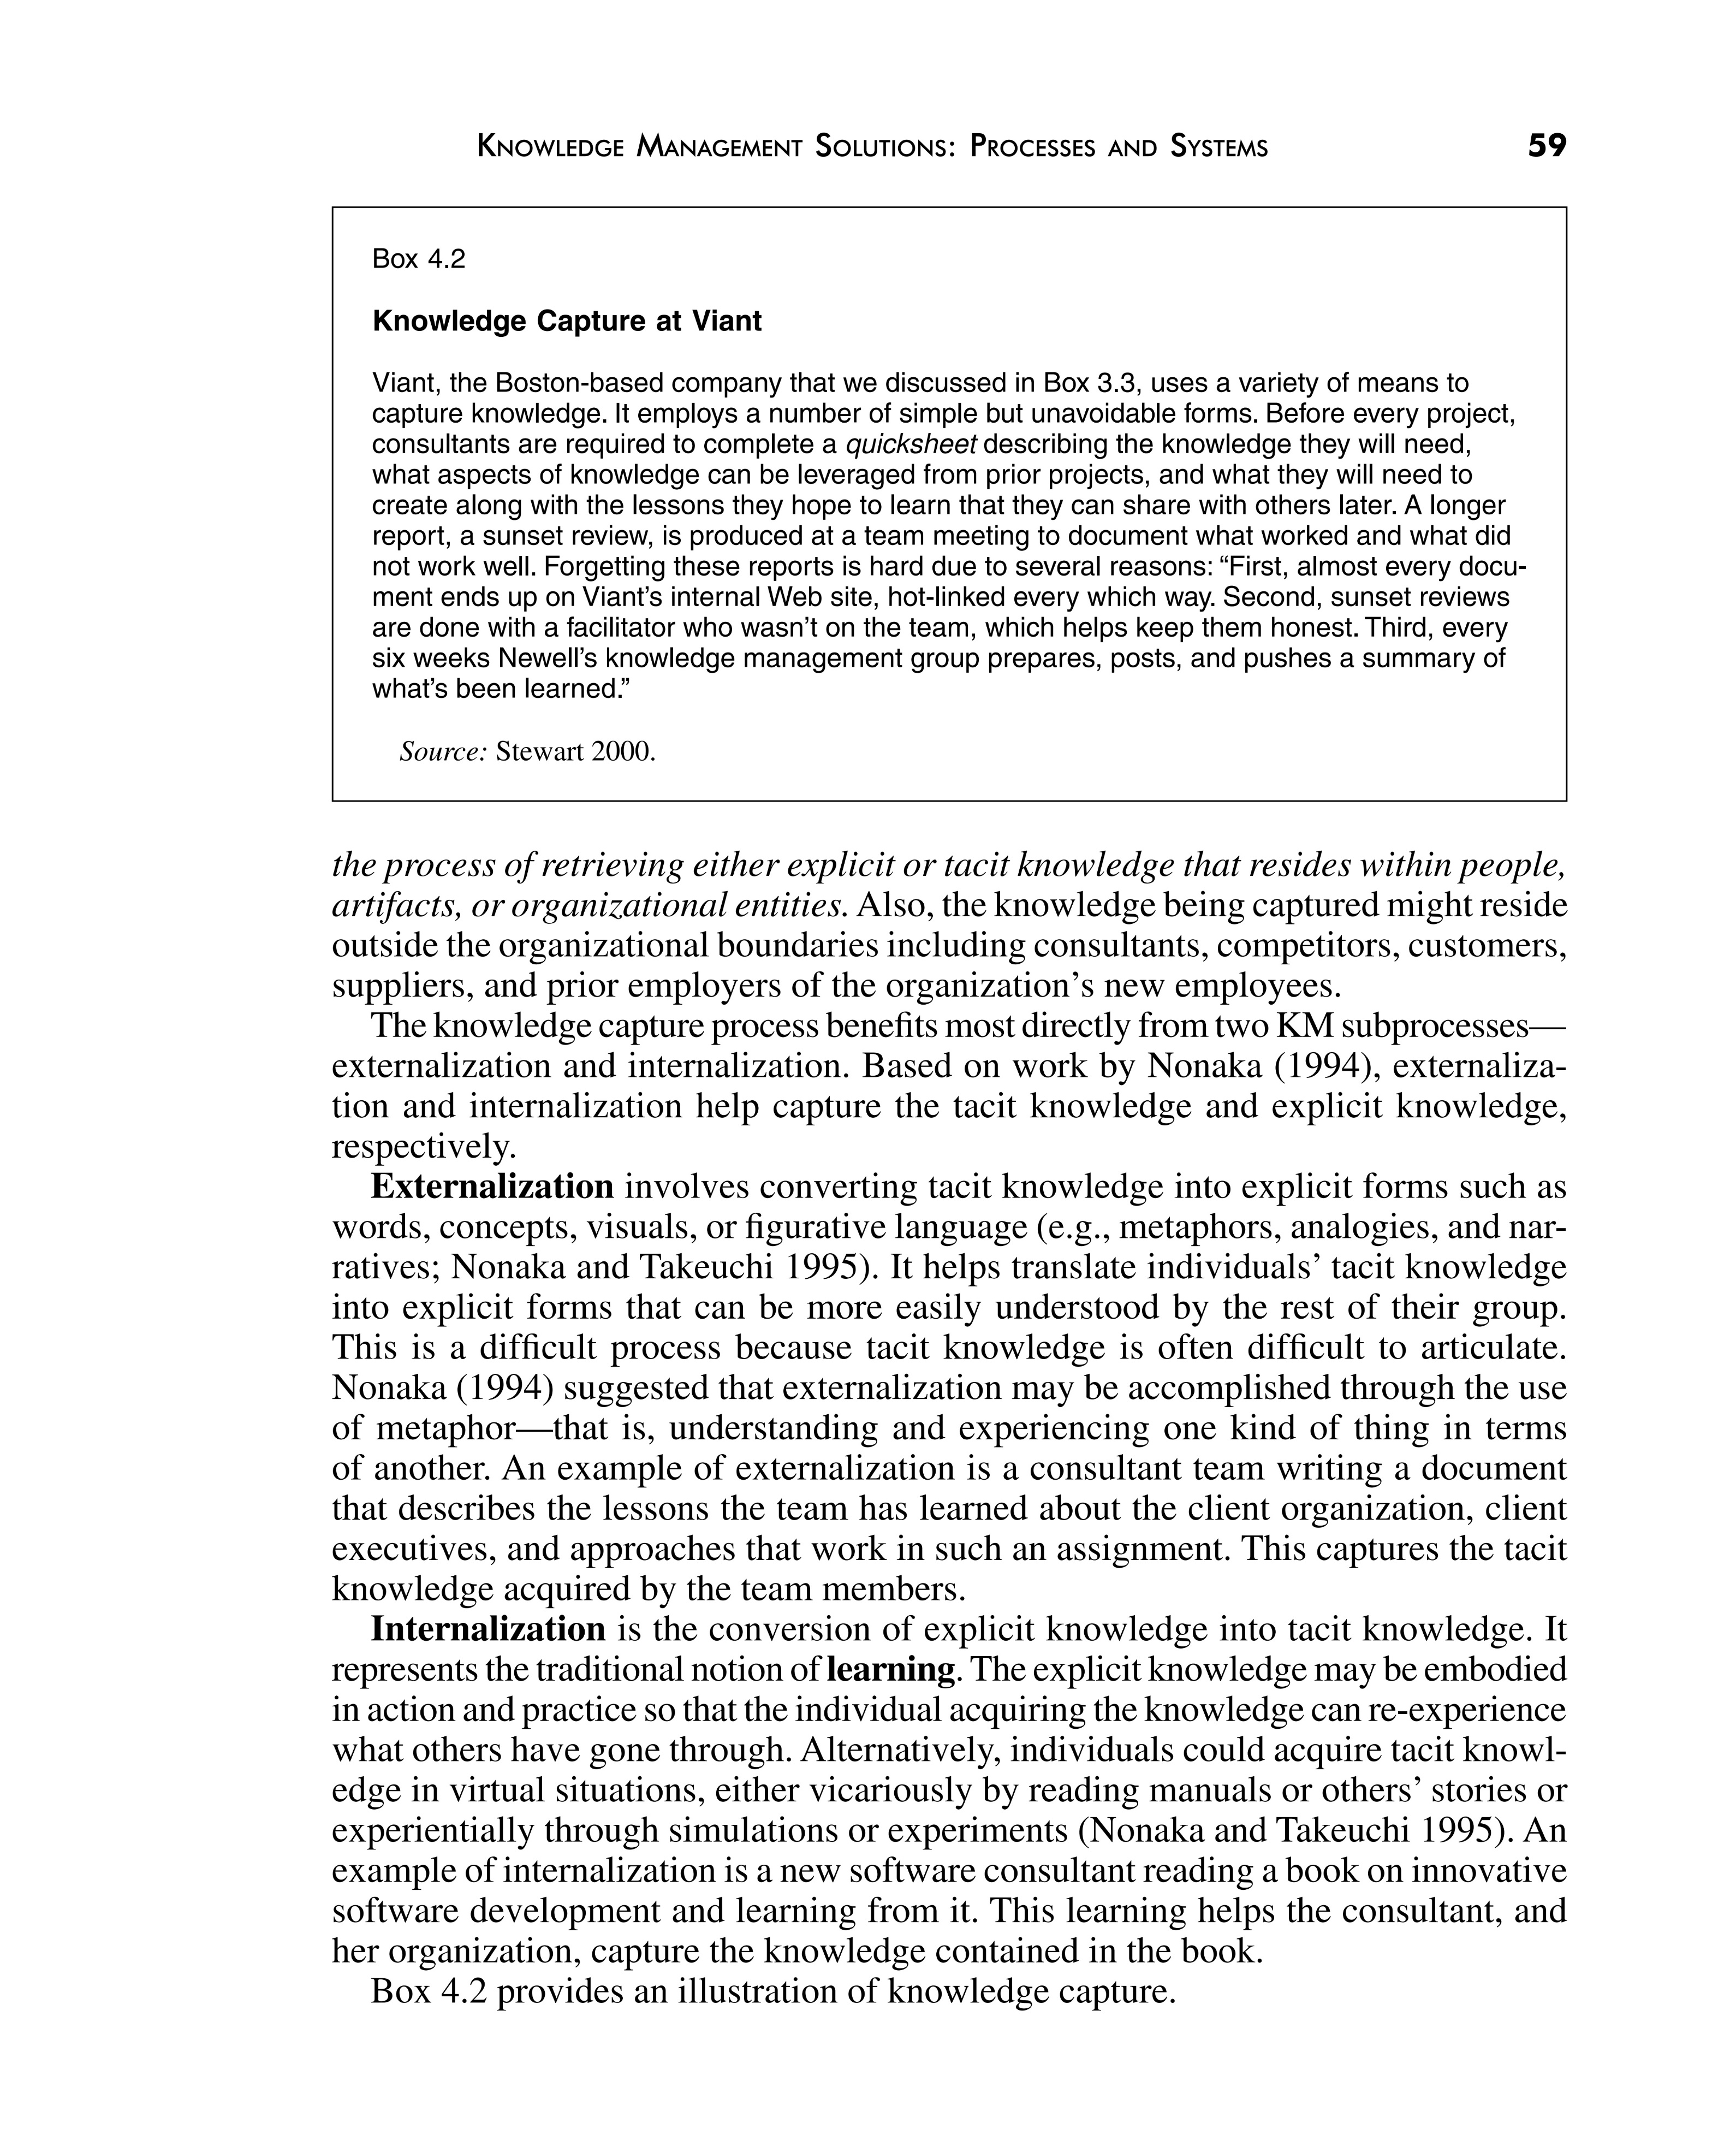 Knowledge Management Solutions: Processes and Systems 59
Box 4.2
Knowledge Capture at Viant
Viant, the Boston-based company that we discussed in Box 3.3, uses a variety of means to
capture knowledge. It employs a number of simple but unavoidable forms. Before every project,
consultants are required to complete a quicksheet describing the knowledge they will need,
what aspects of knowledge can be leveraged from prior projects, and what they will need to
create along with the lessons they hope to learn that they can share with others later. A longer
report, a sunset review, is produced at a team meeting to document what worked and what did
not work well. Forgetting these reports is hard due to several reasons: “First, almost every docu-
ment ends up on Viant’s internal Web site, hot-linked every which way. Second, sunset reviews
are done with a facilitator who wasn’t on the team, which helps keep them honest. Third, every
six weeks Newell’s knowledge management group prepares, posts, and pushes a summary of
what’s been learned.”
Source: Stewart 2000.
the process of retrieving either explicit or tacit knowledge that resides within people,
artifacts, or organizational entities. Also, the knowledge being captured might reside
outside the organizational boundaries including consultants, competitors, customers,
suppliers, and prior employers of the organization’s new employees.
The knowledge capture process benefits most directly from two KM subprocesses—
externalization and internalization. Based on work by Nonaka (1994), externaliza-
tion and internalization help capture the tacit knowledge and explicit knowledge,
respectively.
Externalization involves converting tacit knowledge into explicit forms such as
words, concepts, visuals, or figurative language (e.g., metaphors, analogies, and nar-
ratives; Nonaka and Takeuchi 1995). It helps translate individuals’ tacit knowledge
into explicit forms that can be more easily understood by the rest of their group.
This is a difficult process because tacit knowledge is often difficult to articulate.
Nonaka (1994) suggested that externalization may be accomplished through the use
of metaphor—that is, understanding and experiencing one kind of thing in terms
of another. An example of externalization is a consultant team writing a document
that describes the lessons the team has learned about the client organization, client
executives, and approaches that work in such an assignment. This captures the tacit
knowledge acquired by the team members.
Internalization is the conversion of explicit knowledge into tacit knowledge. It
represents the traditional notion of learning. The explicit knowledge may be embodied
in action and practice so that the individual acquiring the knowledge can re-experience
what others have gone through. Alternatively, individuals could acquire tacit knowl-
edge in virtual situations, either vicariously by reading manuals or others’ stories or
experientially through simulations or experiments (Nonaka and Takeuchi 1995). An
example of internalization is a new software consultant reading a book on innovative
software development and learning from it. This learning helps the consultant, and
her organization, capture the knowledge contained in the book.
Box 4.2 provides an illustration of knowledge capture.